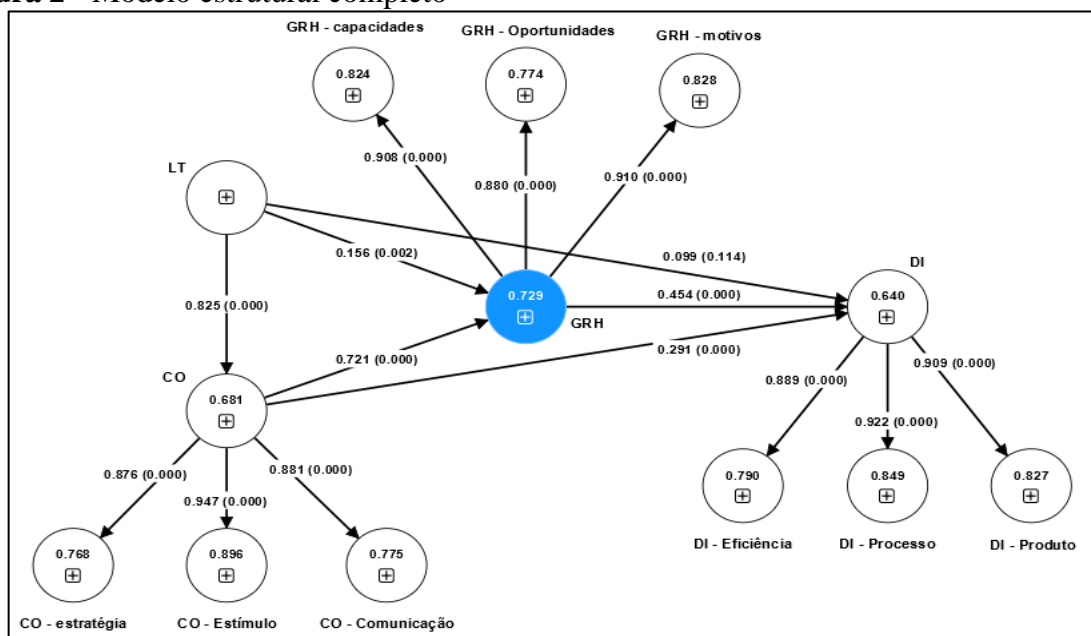 ura 2 - Modelo estrutural completo
GRH - capacidades
GRH - Oportunidades
GRH - motivos
0.824
0.774
0.828
0.908 (0.000)
0.880 (0.000)
0.910 (0.000)
LT
0.156 (0.002)
0.099 (0.114)
DI
0.825 (0.000)
0.729
0.454 (0.000)
0.640
GRH
0.721 (0.000)
0.291 (0.000)
CO
0.681
0.889 (0.000)
0.922 (0.000)
0.909 (0.000)
0.876 (0.000)
0.947 (0.000)
0.881 (0.000)
0.790
0.849
0.827
DI - Eficiência
DI - Processo
DI - Produto
0.768
0.896
0.775
CO - estratégia
CO - Estímulo
CO - Comunicação